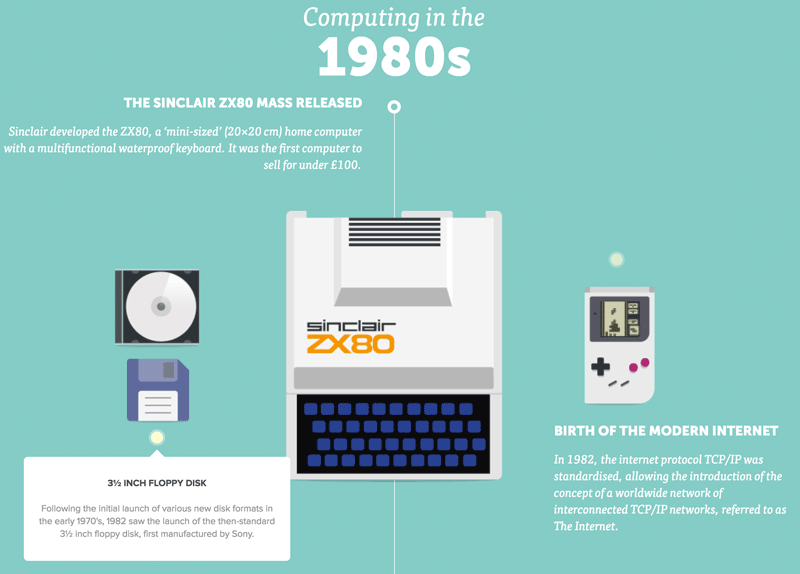 Computing in the
1980s
THE SINCLAIR ZX80 MASS RELEASED
Sinclair developed the ZX80, a ‘mini-sized’ (20×20 cm) home computer
with a multifunctional waterproof keyboard. It was the first computer to
sell for under £100.
sinclair
ZX80
3½ INCH FLOPPY DISK
Following the initial launch of various new disk formats in
the early 1970's, 1982 saw the launch of the then-standard
3½ inch floppy disk, first manufactured by Sony.
BIRTH OF THE MODERN INTERNET
In 1982, the internet protocol TCP/IP was
standardised, allowing the introduction of the
concept of a worldwide network of
interconnected TCP/IP networks, referred to as
The Internet.